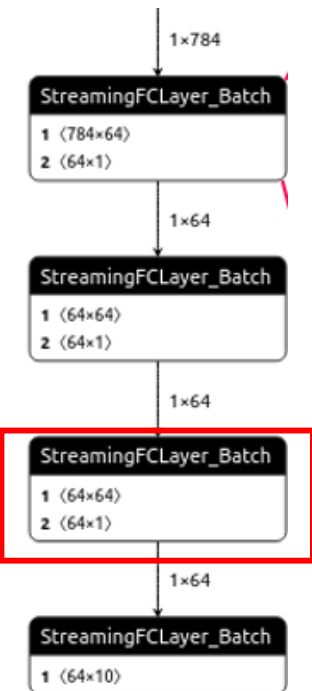 1×784
StreamingFCLayer_Batch
1 〈784×64〉
2 〈64×1〉
1×64
StreamingFCLayer_Batch
1 〈64×64〉
2 〈64×1〉
1×64
StreamingFCLayer_Batch
1 〈64×64〉
2 〈64×1〉
1×64
StreamingFCLayer_Batch
1 〈64×10〉